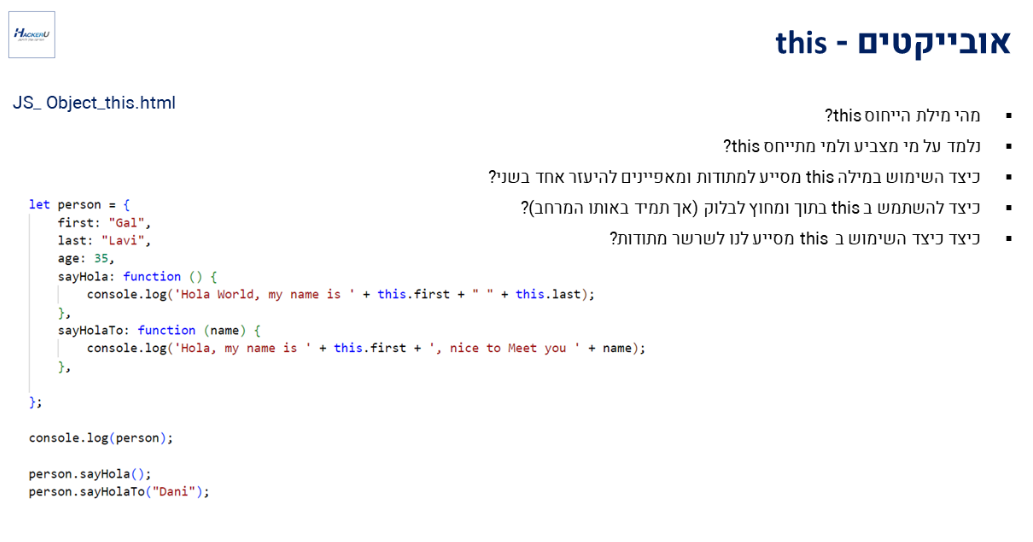 HACKERU
אובייקטים - this
JS_ Object_this.html
מהי מילת הייחוס this?
נלמד על מי מצביע ולמי מתייחס this?
כיצד השימוש במילה this מסייע למתודות ומאפיינים להיעזר אחד בשני?
כיצד להשתמש ב this בתוך ומחוץ לבלוק (אך תמיד באותו המרחב)?
כיצד כיצד השימוש ב this מסייע לנו לשרשר מתודות?
let person = {
first: "Gal",
last: "Lavi",
age: 35,
sayHola: function () {
console.log('Hola World, my name is ' + this.first + " " + this.last);
},
sayHolaTo: function (name) {
console.log('Hola, my name is ' + this.first + ', nice to Meet you ' + name);
},
};
console.log(person);
person.sayHola();
person.sayHolaTo("Dani");